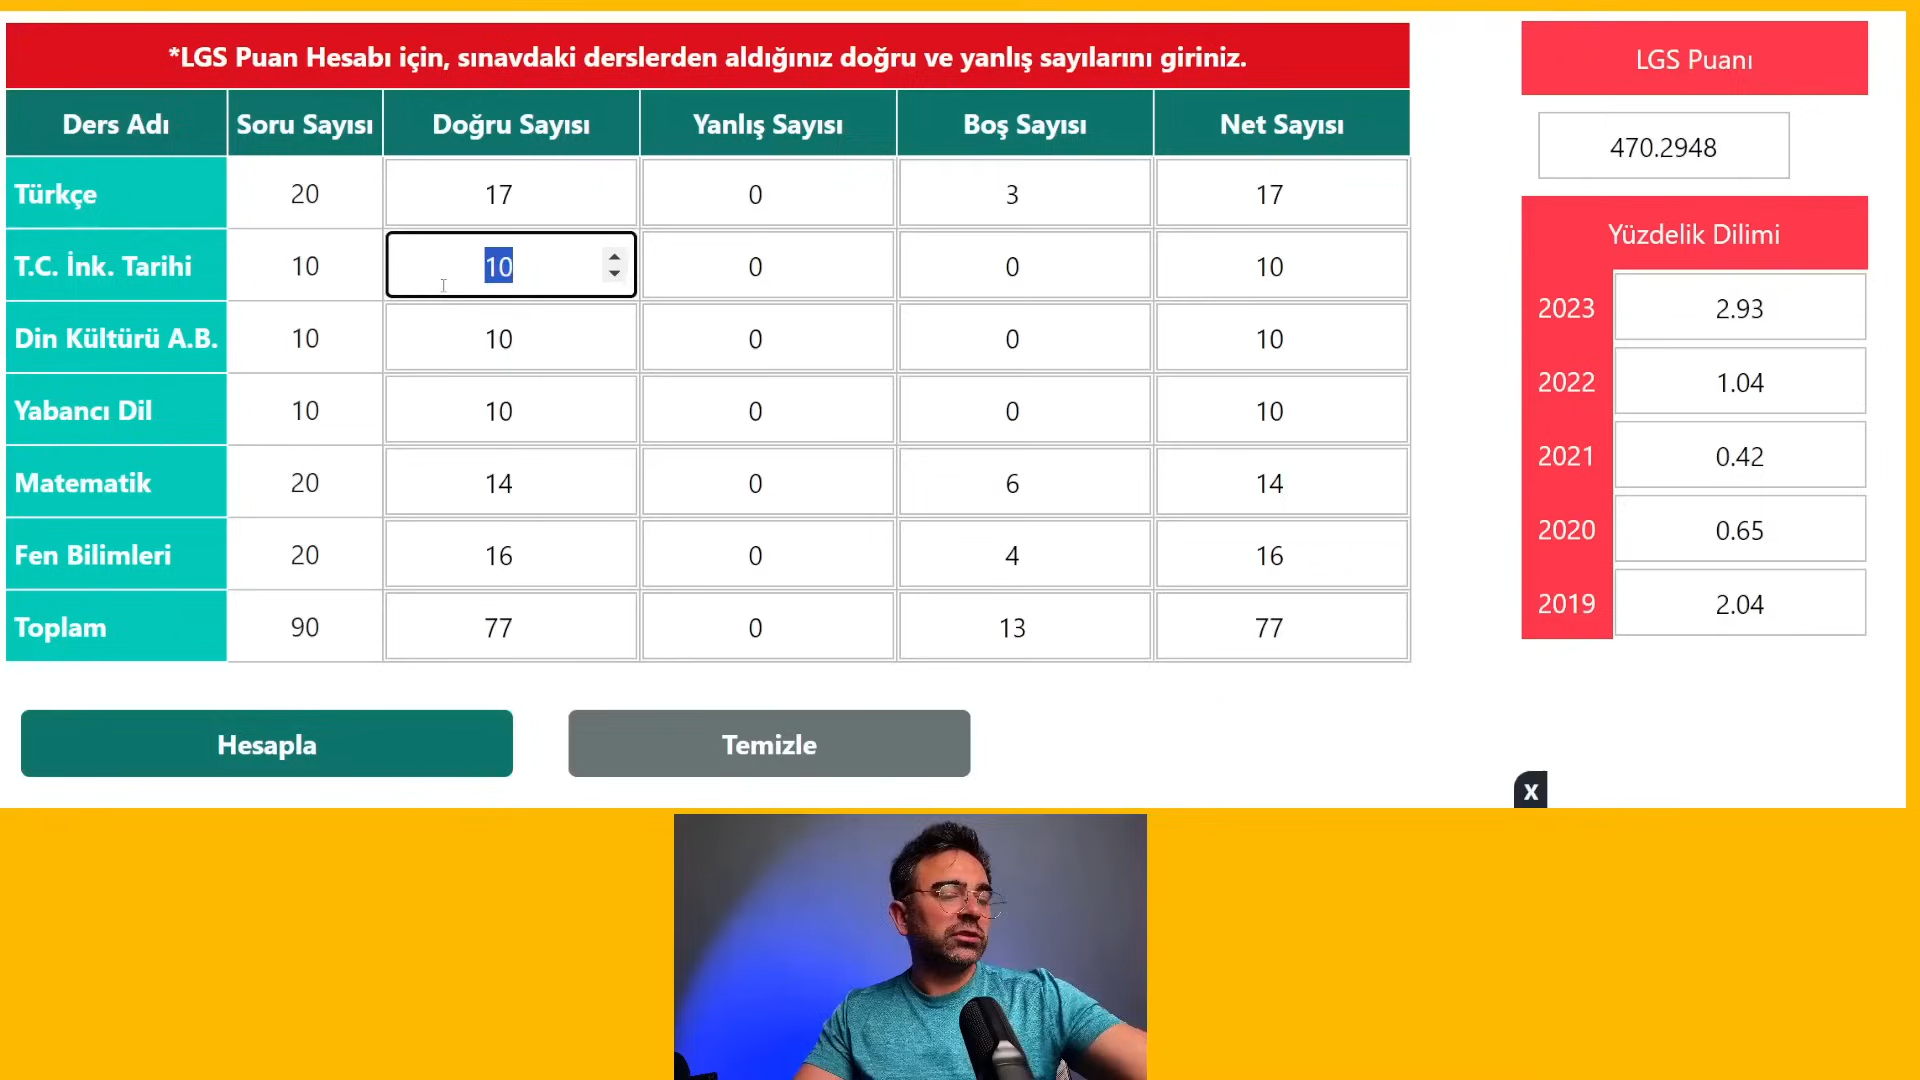 *LGS Puan Hesabı için, sınavdaki derslerden aldığınız doğru ve yanlış sayılarını giriniz.
Ders Adı Soru Sayısı Doğru Sayısı Yanlış Sayısı Boş Sayısı Net Sayısı
Türkçe 20 17 0 3 17
T.C. İnk. Tarihi 10 10 0 0 10
Din Kültürü A.B. 10 10 0 0 10
Yabancı Dil 10 10 0 0 10
Matematik 20 14 0 6 14
Fen Bilimleri 20 16 0 4 16
Toplam 90 77 0 13 77
Hesapla Temizle
LGS Puanı
470.2948
Yüzdelik Dilimi
2023 2.93
2022 1.04
2021 0.42
2020 0.65
2019 2.04
x